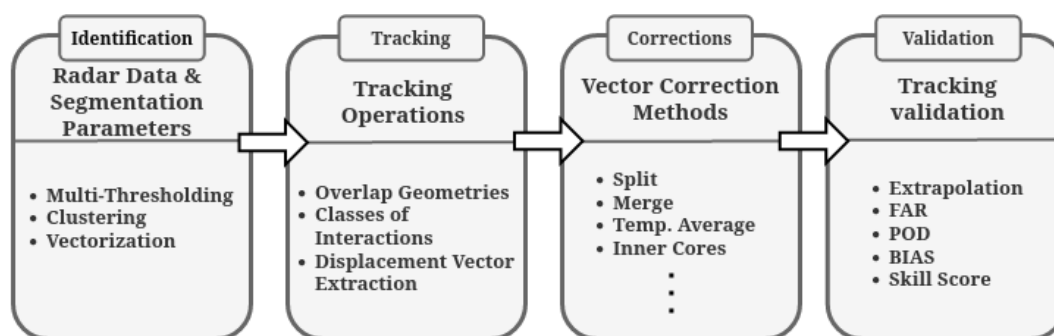 Identification
Radar Data &
Segmentation
Parameters
• Multi-Thresholding
• Clustering
• Vectorization
Tracking
Tracking
Operations
• Overlap Geometries
• Classes of
Interactions
• Displacement Vector
Extraction
Corrections
Vector Correction
Methods
• Split
• Merge
• Temp. Average
• Inner Cores
Validation
Tracking
validation
• Extrapolation
• FAR
• POD
• BIAS
• Skill Score